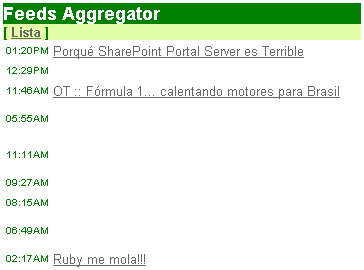 Feeds Aggregator
[ Lista ]
01:20PM Porqué SharePoint Portal Server es Terrible
12:29PM
11:46AM OT :: Fórmula 1... calentando motores para Brasil
05:55AM
11:11AM
09:27AM
08:15AM
06:49AM
02:17AM Ruby me mola!!!